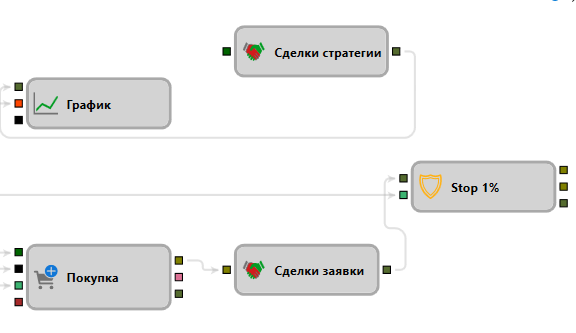 Сделки стратегии
График
Stop 1%
Покупка
Сделки заявки